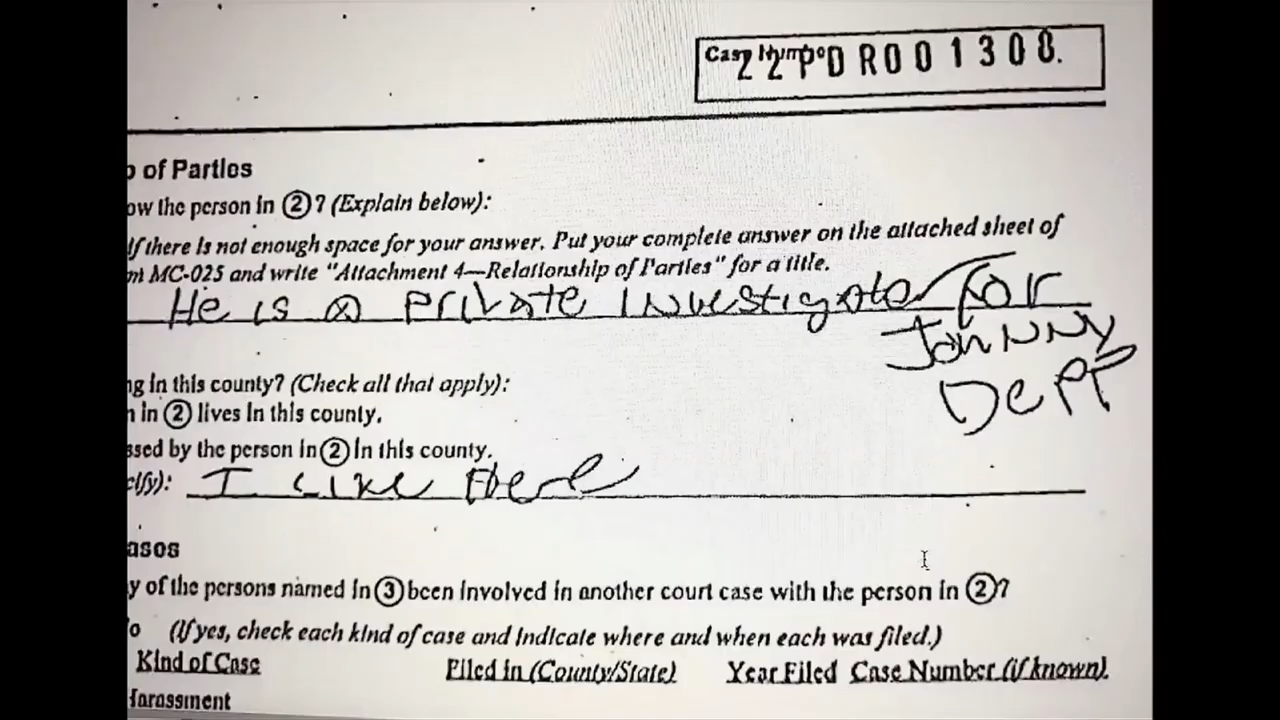 Case Number
22PDRO01308.
p of Parties
ow the person in ②? (Explain below):
If there is not enough space for your answer. Put your complete answer on the attached sheet of
m MC-025 and write "Attachment 4—Relationship of Parties" for a title.
He is a private investigator for
Johnny
Depp
ng in this county? (Check all that apply):
n in ② lives in this county.
ssed by the person in ② in this county.
cify): I Like Here
ases
y of the persons named in ③ been involved in another court case with the person in ②?
o (If yes, check each kind of case and indicate where and when each was filed.)
Kind of Case Filed in (County/State) Year Filed Case Number (if known).
Harassment